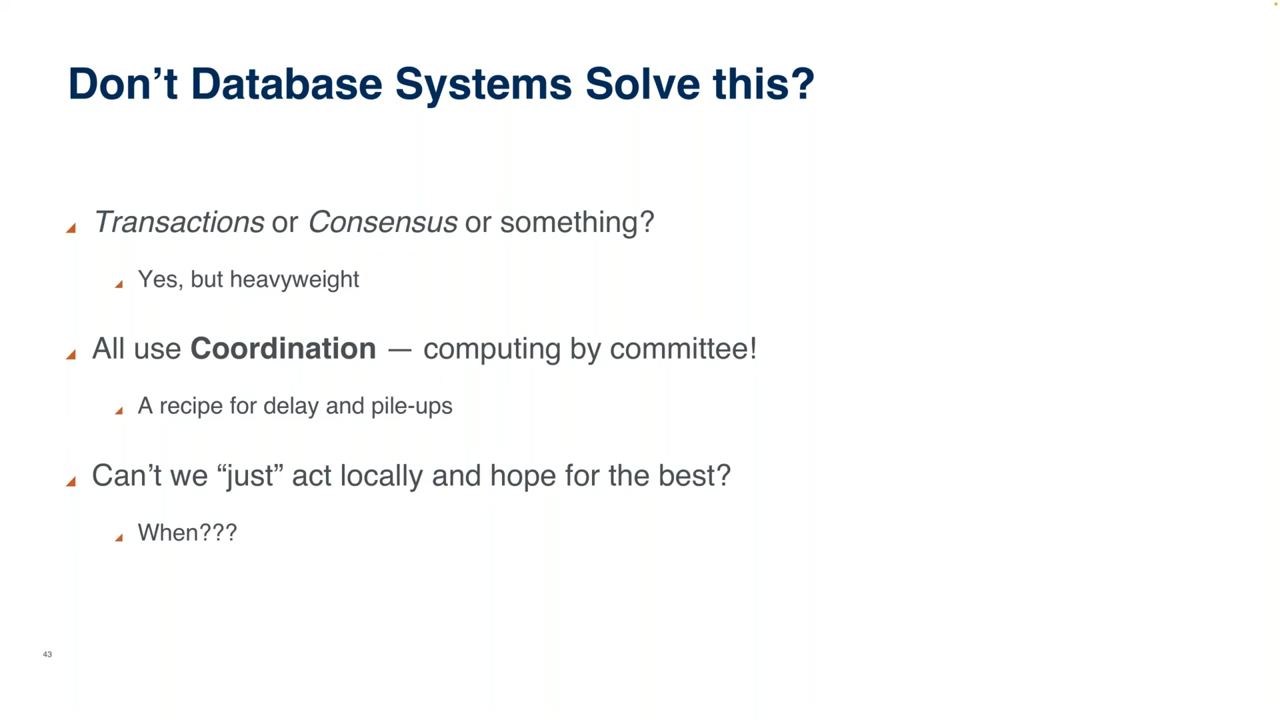 Don’t Database Systems Solve this?
Transactions or Consensus or something?
Yes, but heavyweight
All use Coordination — computing by committee!
A recipe for delay and pile-ups
Can’t we “just” act locally and hope for the best?
When???
43